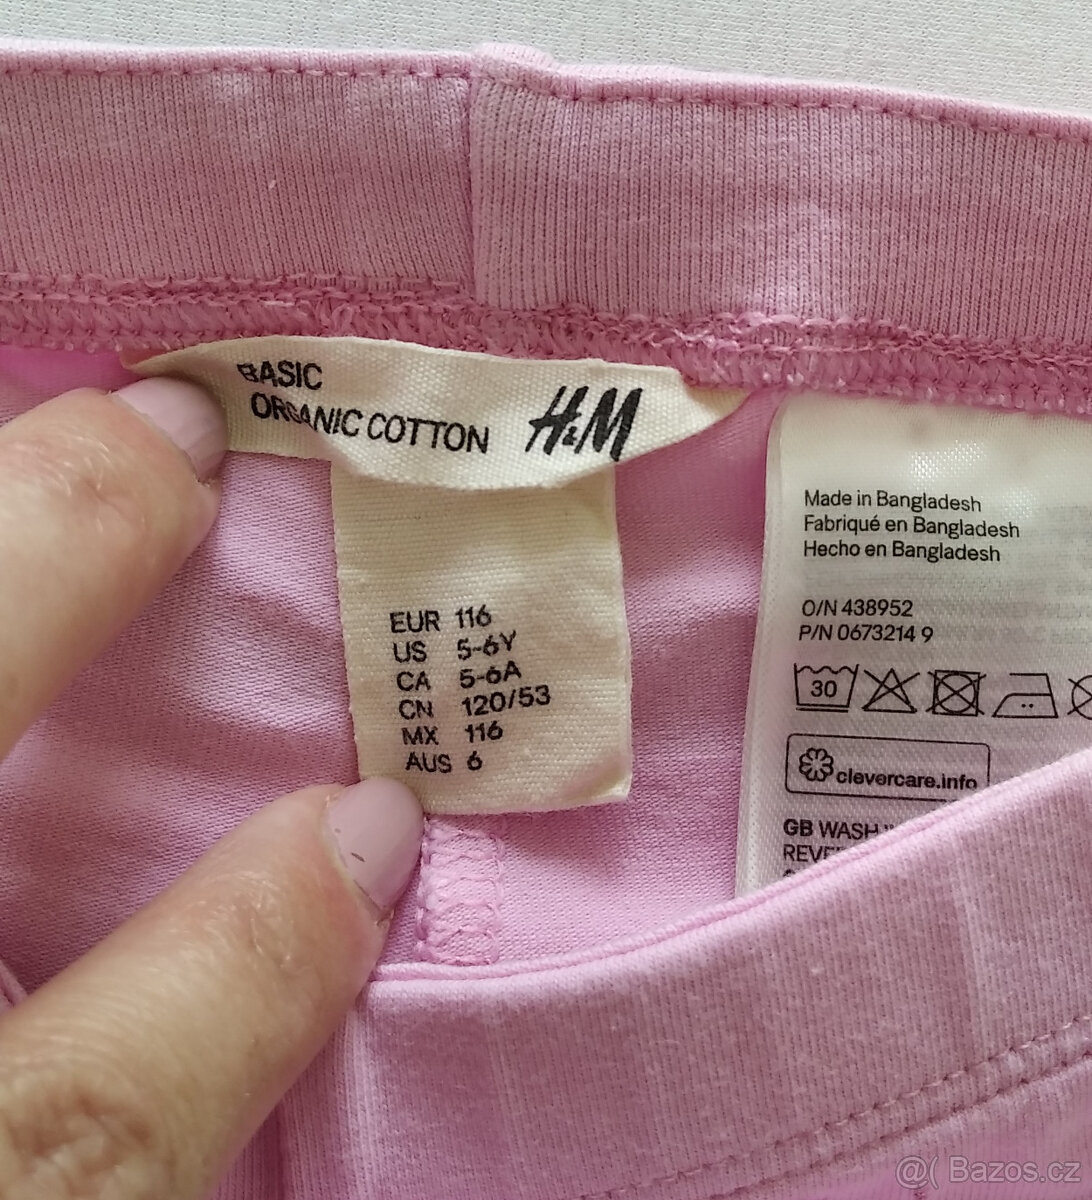 BASIC
ORGANIC COTTON
H&M
EUR 116
US 5-6Y
CA 5-6A
CN 120/53
MX 116
AUS 6
Made in Bangladesh
Fabriqué en Bangladesh
Hecho en Bangladesh
O/N 438952
P/N 0673214 9
30
clevercare.info
GB WASH
@( Bazos.cz